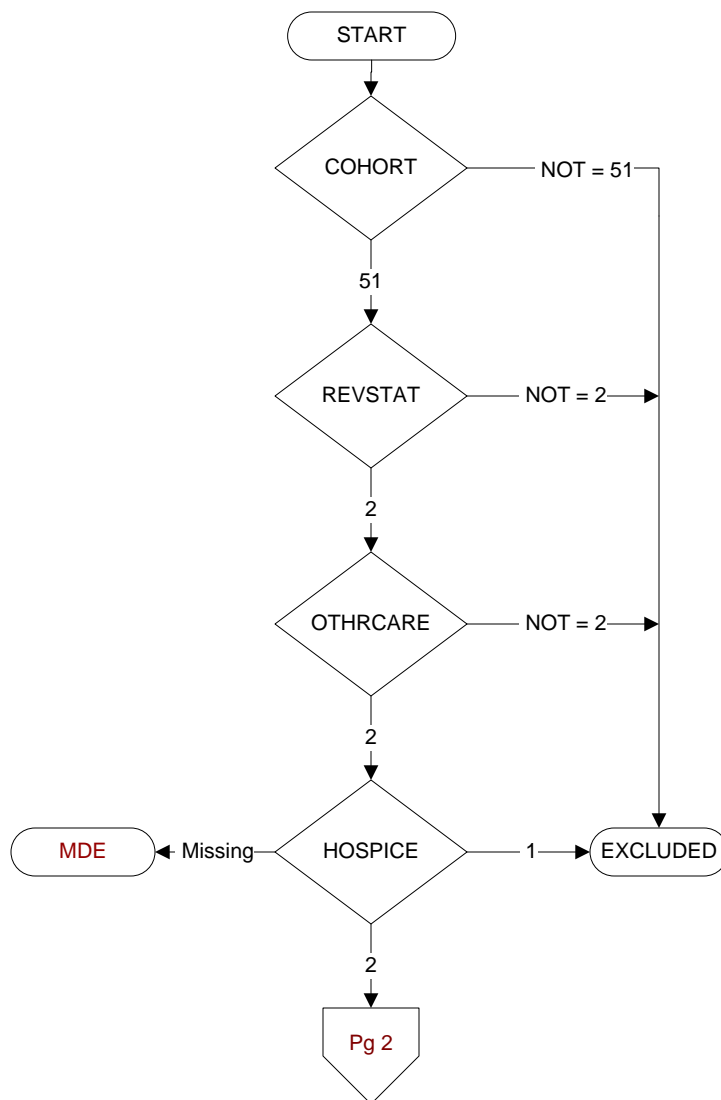 START
COHORT
NOT = 51
51
REVSTAT
NOT = 2
2
OTHRCARE
NOT = 2
2
MDE
Missing
HOSPICE
1
EXCLUDED
2
Pg 2